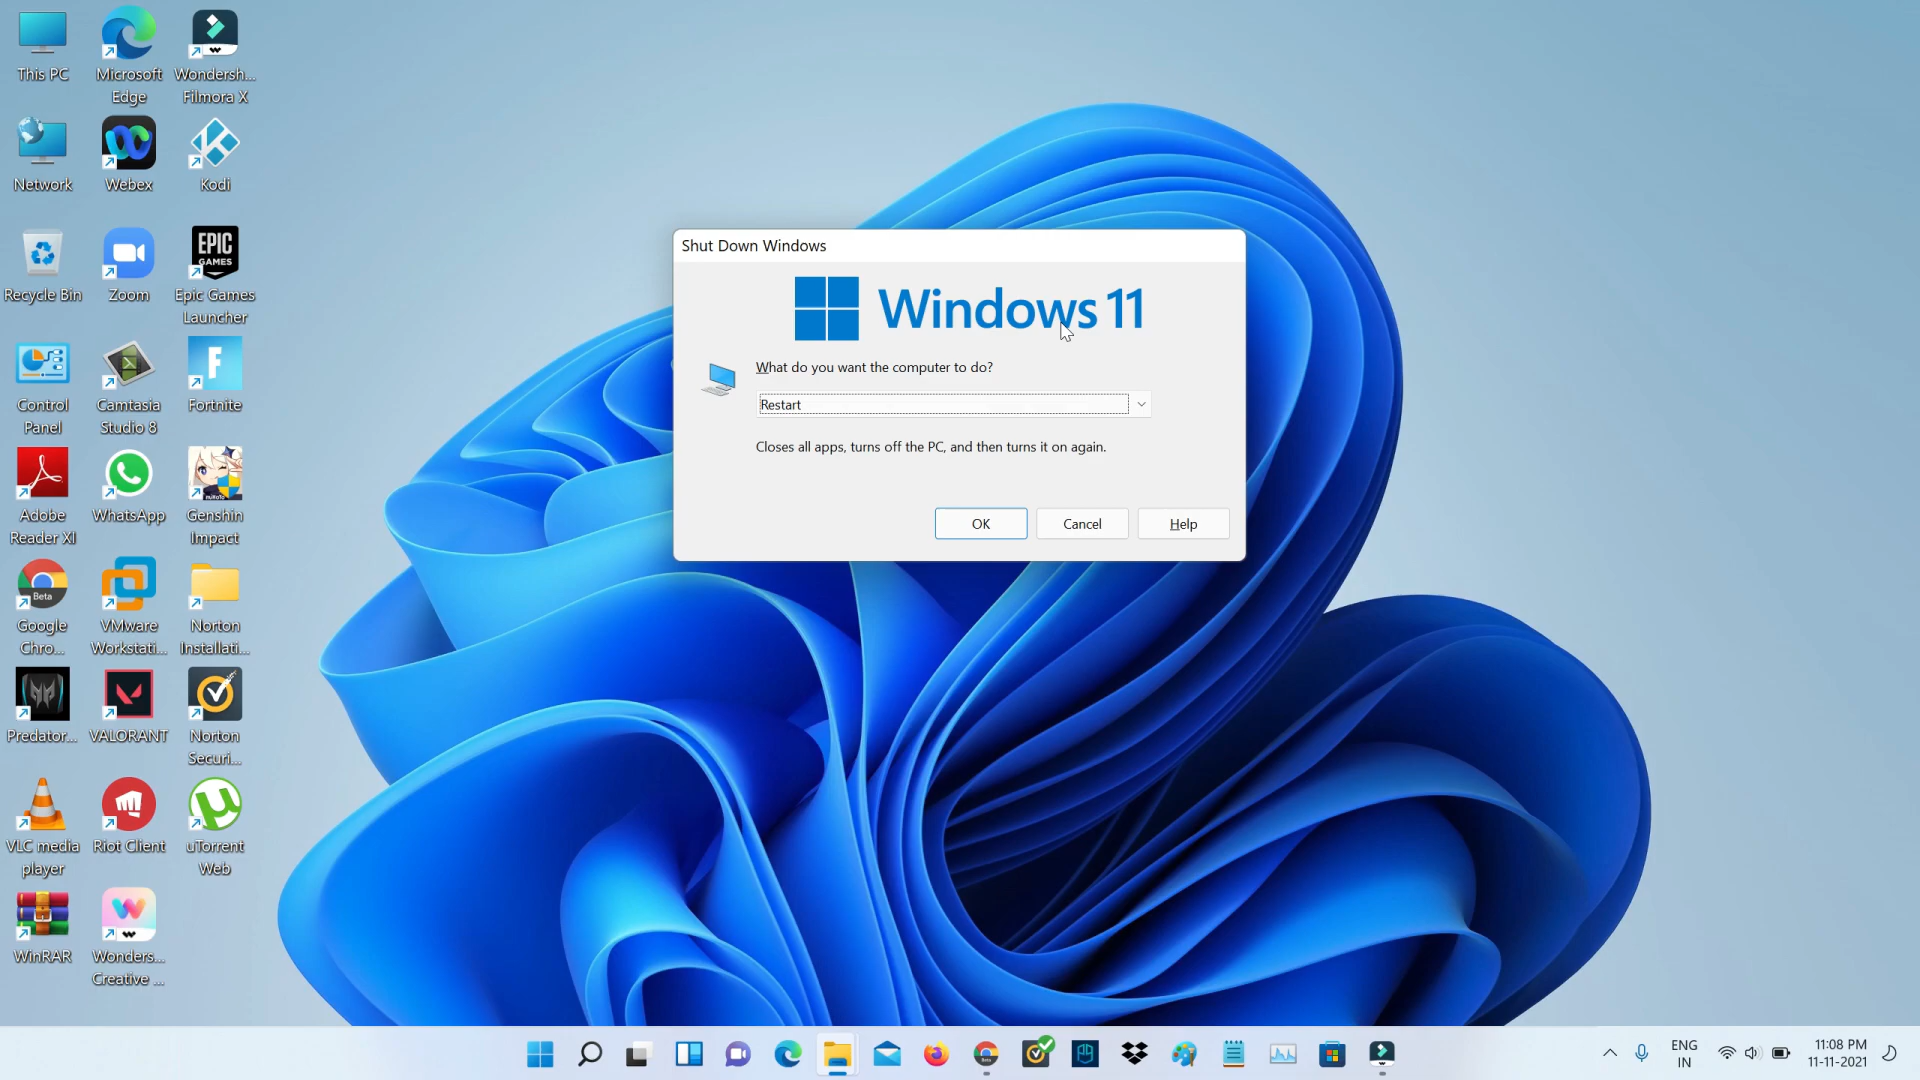 This PC
Microsoft
Edge
Wondersh...
Filmora X
Network
Webex
Kodi
Recycle Bin
Zoom
EPIC
GAMES
Epic Games
Launcher
Control
Panel
Camtasia
Studio 8
F
Fortnite
Adobe
Reader XI
WhatsApp
Genshin
Impact
Beta
Google
Chro...
VMware
Workstati...
Norton
Installati...
Predator...
VALORANT
Norton
Securi...
VLC media
player
Riot Client
uTorrent
Web
WinRAR
Wonders...
Creative ...
Shut Down Windows
Windows 11
What do you want the computer to do?
Restart
Closes all apps, turns off the PC, and then turns it on again.
OK
Cancel
Help
ENG
IN
11:08 PM
11-11-2021